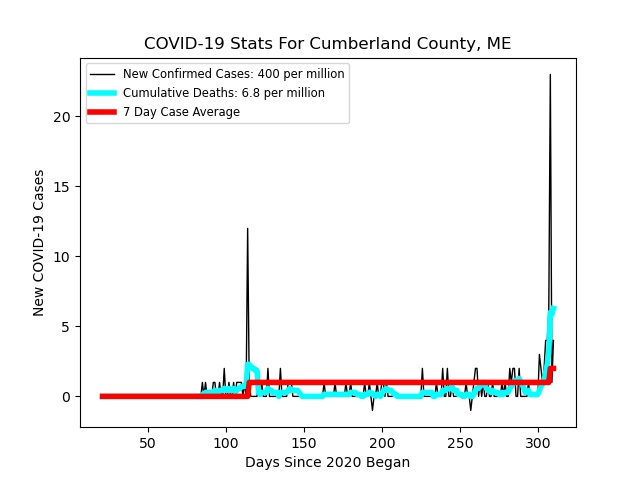 COVID-19 Stats For Cumberland County, ME
New Confirmed Cases: 400 per million
Cumulative Deaths: 6.8 per million
7 Day Case Average
New COVID-19 Cases
20
15
10
5
0
50 100 150 200 250 300
Days Since 2020 Began